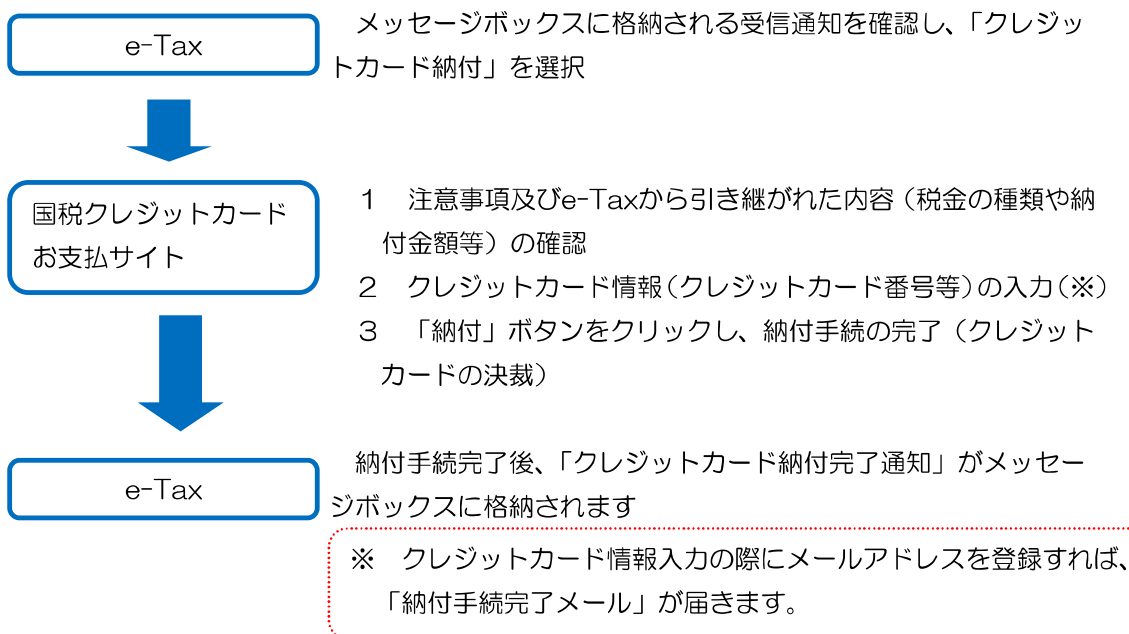 e-Tax
メッセージボックスに格納される受信通知を確認し、「クレジッ
トカード納付」を選択
国税クレジットカード
お支払サイト
１　注意事項及びe-Taxから引き継がれた内容（税金の種類や納
付金額等）の確認
２　クレジットカード情報（クレジットカード番号等）の入力（※）
３　「納付」ボタンをクリックし、納付手続の完了（クレジット
カードの決裁）
e-Tax
納付手続完了後、「クレジットカード納付完了通知」がメッセー
ジボックスに格納されます
※　クレジットカード情報入力の際にメールアドレスを登録すれば、
「納付手続完了メール」が届きます。